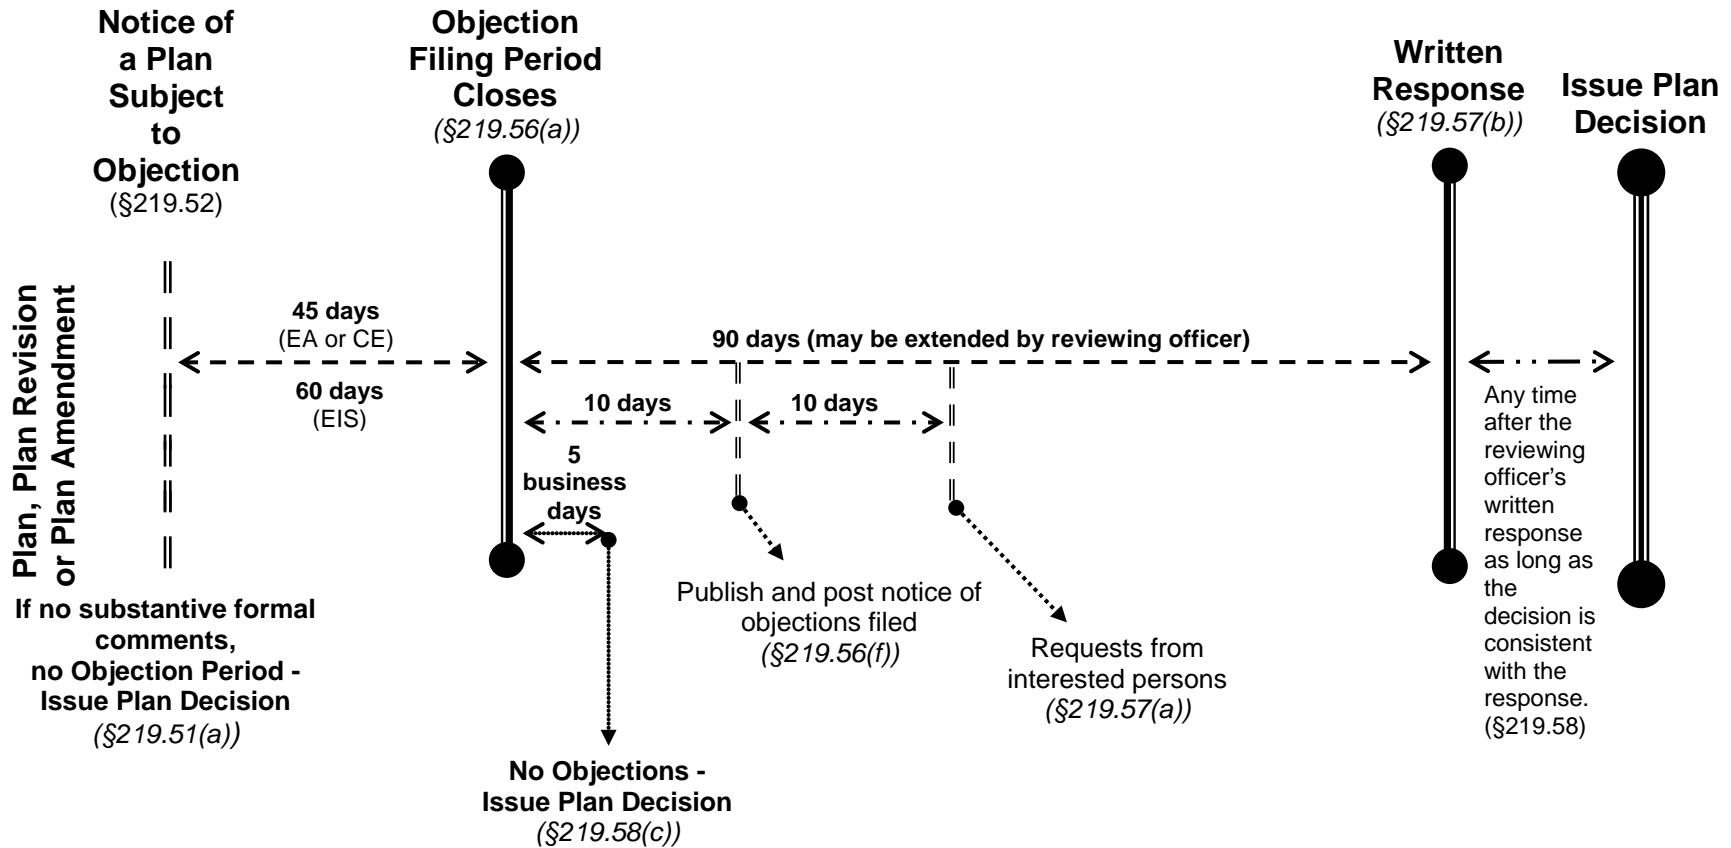 Notice of
a Plan
Subject
to
Objection
(§219.52)
Objection
Filing Period
Closes
(§219.56(a))
Written
Response
(§219.57(b))
Issue Plan
Decision
Plan, Plan Revision
or Plan Amendment
45 days
(EA or CE)
60 days
(EIS)
90 days (may be extended by reviewing officer)
10 days
10 days
5
business
days
Any time
after the
reviewing
officer’s
written
response
as long as
the
decision is
consistent
with the
response.
(§219.58)
Publish and post notice of
objections filed
(§219.56(f))
Requests from
interested persons
(§219.57(a))
If no substantive formal
comments,
no Objection Period -
Issue Plan Decision
(§219.51(a))
No Objections -
Issue Plan Decision
(§219.58(c))